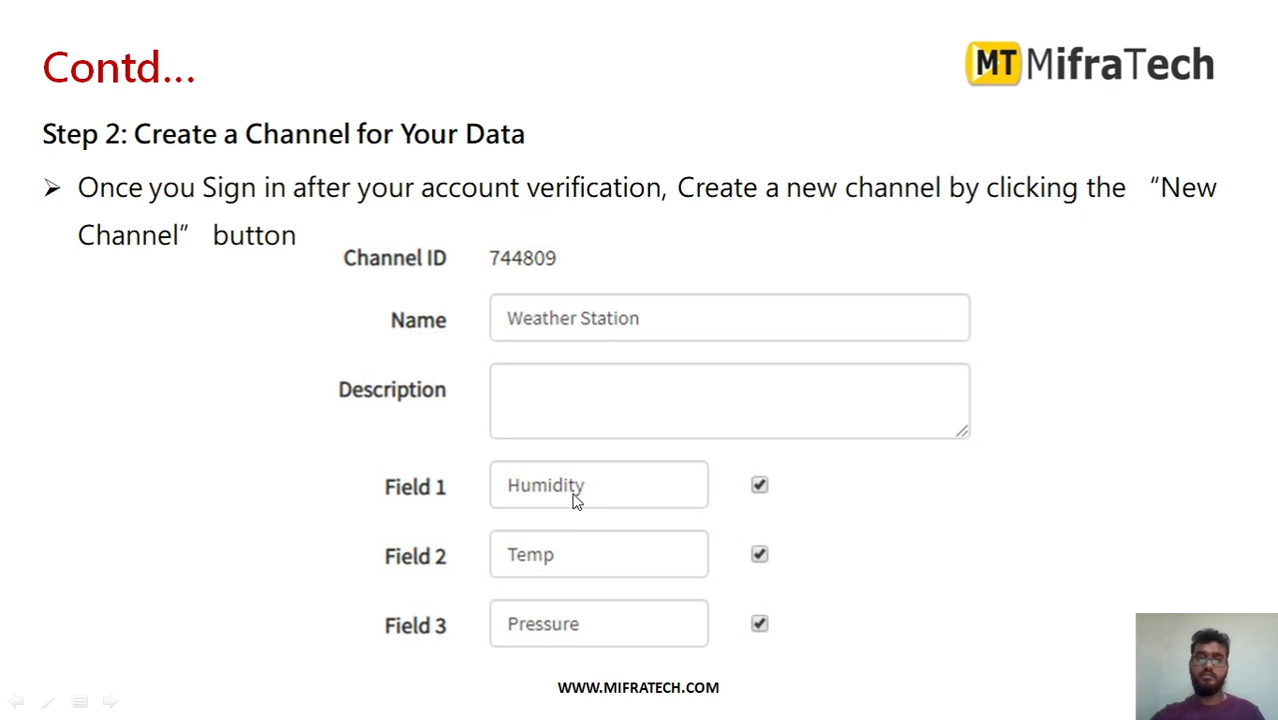 Contd...
MT MifraTech
Step 2: Create a Channel for Your Data
➢ Once you Sign in after your account verification, Create a new channel by clicking the “New
Channel” button
Channel ID 744809
Name Weather Station
Description
Field 1 Humidity
Field 2 Temp
Field 3 Pressure
WWW.MIFRATECH.COM